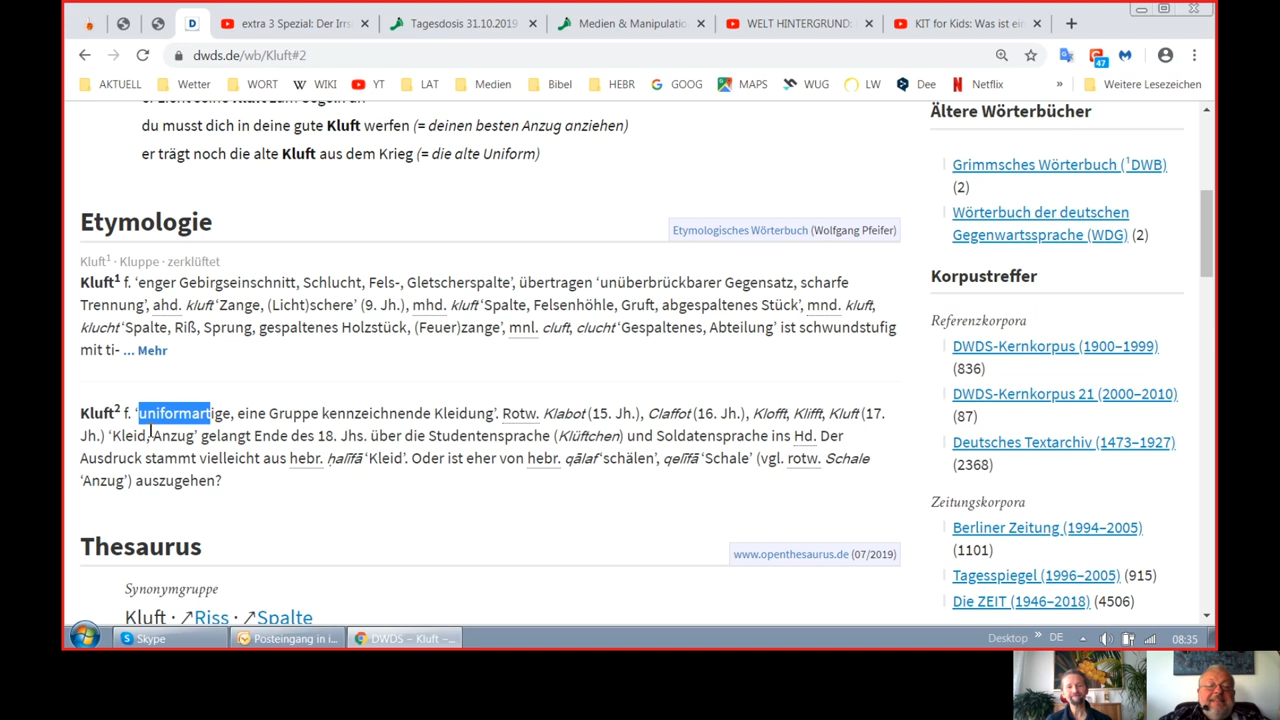 extra 3 Spezial: Der Irrs
Tagesdosis 31.10.2019
Medien & Manipulatio
WELT HINTERGRUND:
KIT for Kids: Was ist ein
dwds.de/wb/Kluft#2
47
AKTUELL Wetter WORT WIKI YT LAT Medien Bibel HEBR GOOG MAPS WUG LW Dee Netflix » Weitere Lesezeichen
du musst dich in deine gute Kluft werfen (= deinen besten Anzug anziehen)
er trägt noch die alte Kluft aus dem Krieg (= die alte Uniform)
Etymologie
Etymologisches Wörterbuch (Wolfgang Pfeifer)
Kluft¹ · Kluppe · zerklüftet
Kluft¹ f. ‘enger Gebirgseinschnitt, Schlucht, Fels-, Gletscherspalte’, übertragen ‘unüberbrückbarer Gegensatz, scharfe
Trennung’, ahd. kluft ‘Zange, (Licht)schere’ (9. Jh.), mhd. kluft ‘Spalte, Felsenhöhle, Gruft, abgespaltenes Stück’, mnd. kluft,
klucht ‘Spalte, Riß, Sprung, gespaltenes Holzstück, (Feuer)zange’, mnl. cluft, clucht ‘Gespaltenes, Abteilung’ ist schwundstufig
mit ti- ... Mehr
Kluft² f. ‘uniformartige, eine Gruppe kennzeichnende Kleidung’. Rotw. Klabot (15. Jh.), Claffot (16. Jh.), Klofft, Klifft, Kluft (17.
Jh.) ‘Kleid, Anzug’ gelangt Ende des 18. Jhs. über die Studentensprache (Klüftchen) und Soldatensprache ins Hd. Der
Ausdruck stammt vielleicht aus hebr. ḥalīfā ‘Kleid’. Oder ist eher von hebr. qālaf ‘schälen’, qelīfā ‘Schale’ (vgl. rotw. Schale
‘Anzug’) auszugehen?
Thesaurus
www.openthesaurus.de (07/2019)
Synonymgruppe
Kluft · ↗Riss · ↗Spalte
Ältere Wörterbücher
Grimmsches Wörterbuch (¹DWB)
(2)
Wörterbuch der deutschen
Gegenwartssprache (WDG) (2)
Korpustreffer
Referenzkorpora
DWDS-Kernkorpus (1900–1999)
(836)
DWDS-Kernkorpus 21 (2000–2010)
(87)
Deutsches Textarchiv (1473–1927)
(2368)
Zeitungskorpora
Berliner Zeitung (1994–2005)
(1101)
Tagesspiegel (1996–2005) (915)
Die ZEIT (1946–2018) (4506)
Skype
Posteingang in i...
DWDS – Kluft –...
Desktop » DE 08:35